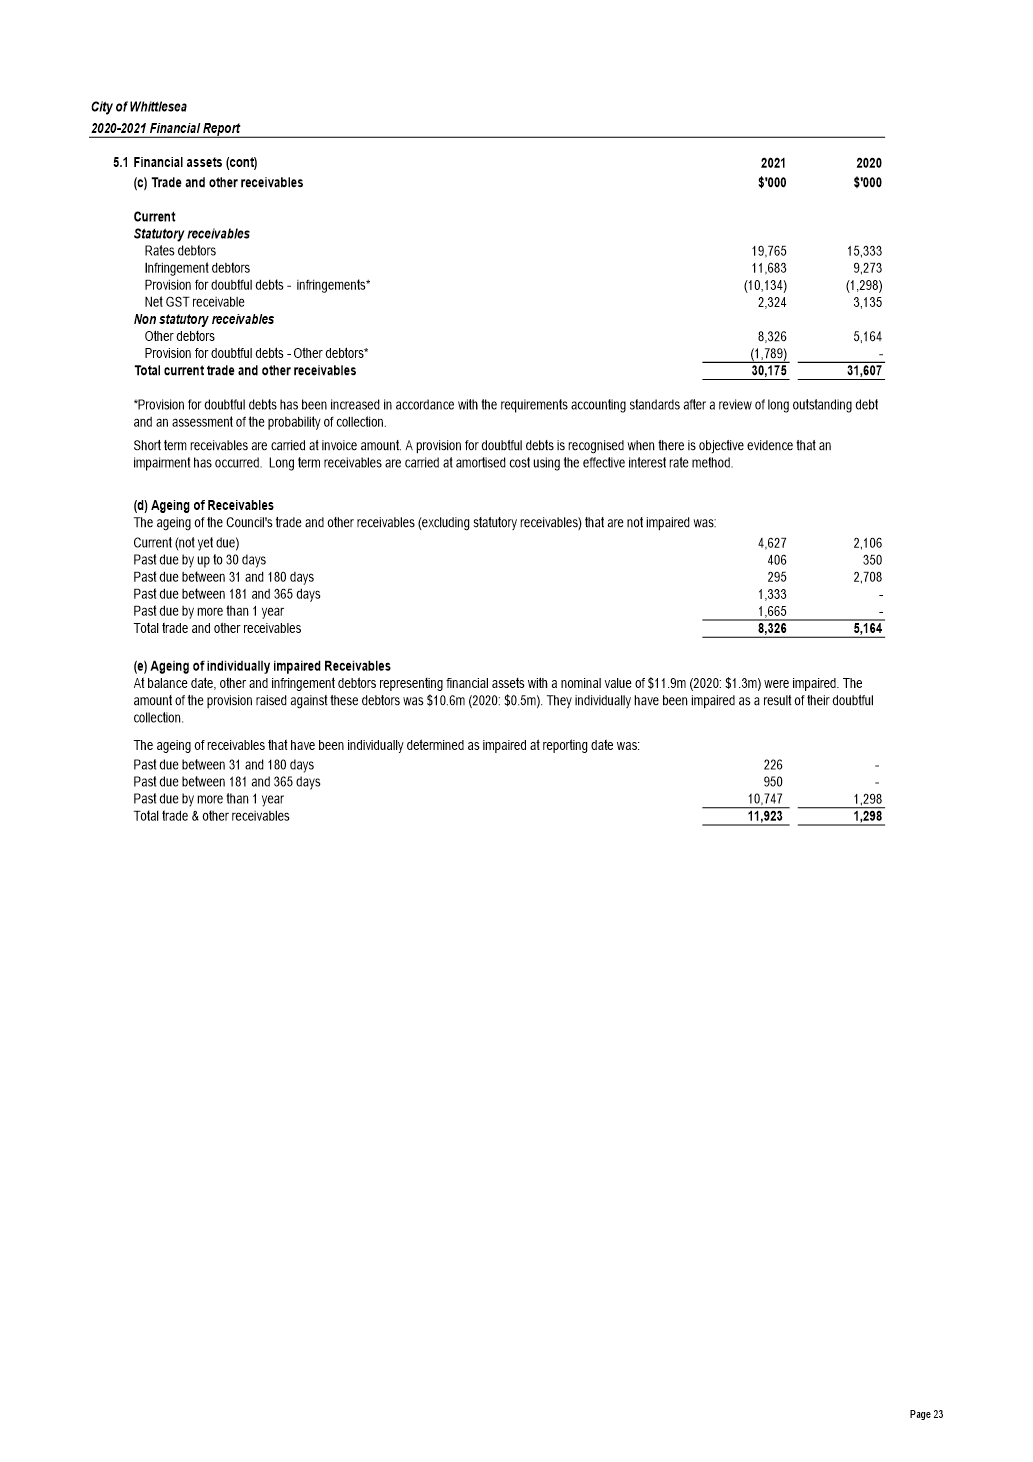 City of Whittlesea
2020-2021 Financial Report
5.1 Financial assets (cont) 2021 2020
(c) Trade and other receivables $'000 $'000
Current
Statutory receivables
Rates debtors 19,765 15,333
Infringement debtors 11,683 9,273
Provision for doubtful debts - infringements* (10,134) (1,298)
Net GST receivable 2,324 3,135
Non statutory receivables
Other debtors 8,326 5,164
Provision for doubtful debts - Other debtors* (1,789) -
Total current trade and other receivables 30,175 31,607
*Provision for doubtful debts has been increased in accordance with the requirements accounting standards after a review of long outstanding debt
and an assessment of the probability of collection.
Short term receivables are carried at invoice amount. A provision for doubtful debts is recognised when there is objective evidence that an
impairment has occurred. Long term receivables are carried at amortised cost using the effective interest rate method.
(d) Ageing of Receivables
The ageing of the Council's trade and other receivables (excluding statutory receivables) that are not impaired was:
Current (not yet due) 4,627 2,106
Past due by up to 30 days 406 350
Past due between 31 and 180 days 295 2,708
Past due between 181 and 365 days 1,333 -
Past due by more than 1 year 1,665 -
Total trade and other receivables 8,326 5,164
(e) Ageing of individually impaired Receivables
At balance date, other and infringement debtors representing financial assets with a nominal value of $11.9m (2020: $1.3m) were impaired. The
amount of the provision raised against these debtors was $10.6m (2020: $0.5m). They individually have been impaired as a result of their doubtful
collection.
The ageing of receivables that have been individually determined as impaired at reporting date was:
Past due between 31 and 180 days 226 -
Past due between 181 and 365 days 950 -
Past due by more than 1 year 10,747 1,298
Total trade & other receivables 11,923 1,298
Page 23